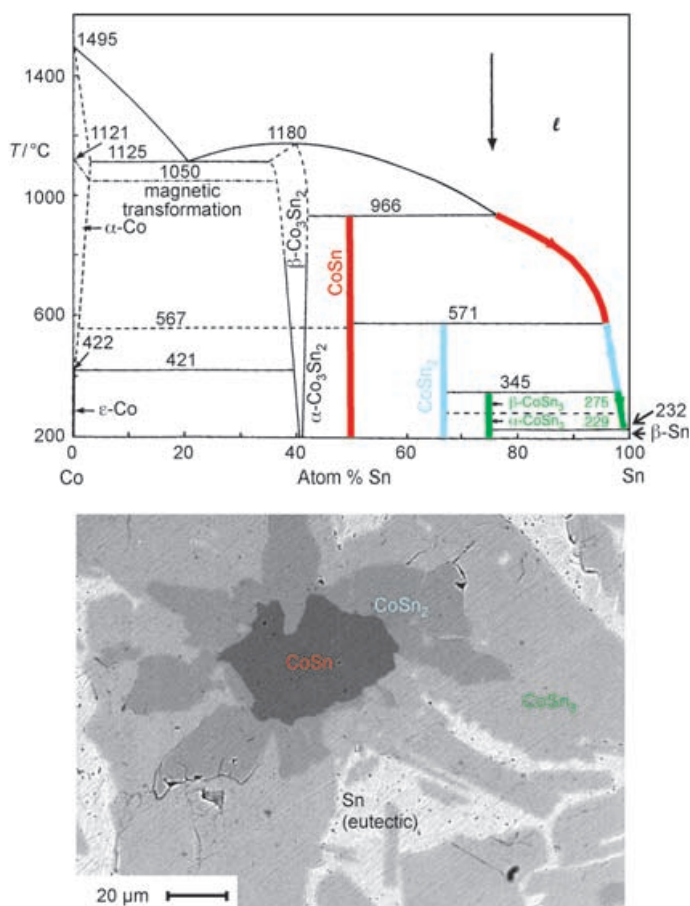 1495
1400
T/°C
1121
1125
1180
ℓ
1050
magnetic
transformation
1000
966
α-Co
β-Co₃Sn₂
CoSn
600
567
571
422
421
α-Co₃Sn₂
CoSn₂
345
β-CoSn₃ 275
α-CoSn₃ 229
232
β-Sn
ε-Co
200
0 20 40 60 80 100
Co Atom % Sn Sn
CoSn₂
CoSn
CoSn₃
Sn
(eutectic)
20 μm